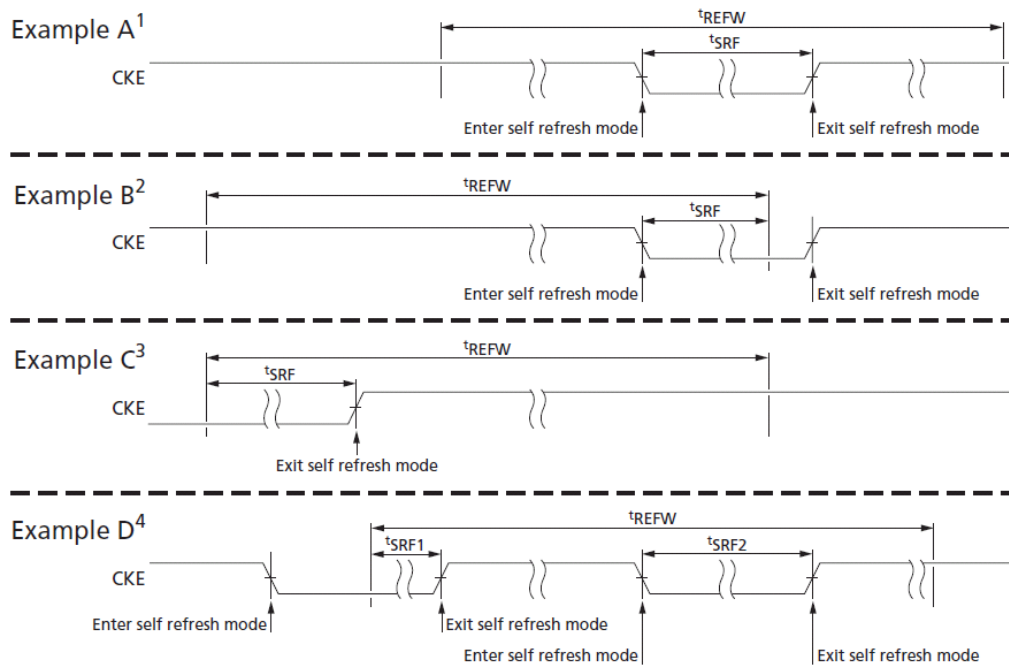 Example A¹
ᵗREFW
ᵗSRF
CKE
Enter self refresh mode
Exit self refresh mode
Example B²
ᵗREFW
ᵗSRF
CKE
Enter self refresh mode
Exit self refresh mode
Example C³
ᵗREFW
ᵗSRF
CKE
Exit self refresh mode
Example D⁴
ᵗREFW
ᵗSRF1
ᵗSRF2
CKE
Enter self refresh mode
Exit self refresh mode
Enter self refresh mode
Exit self refresh mode